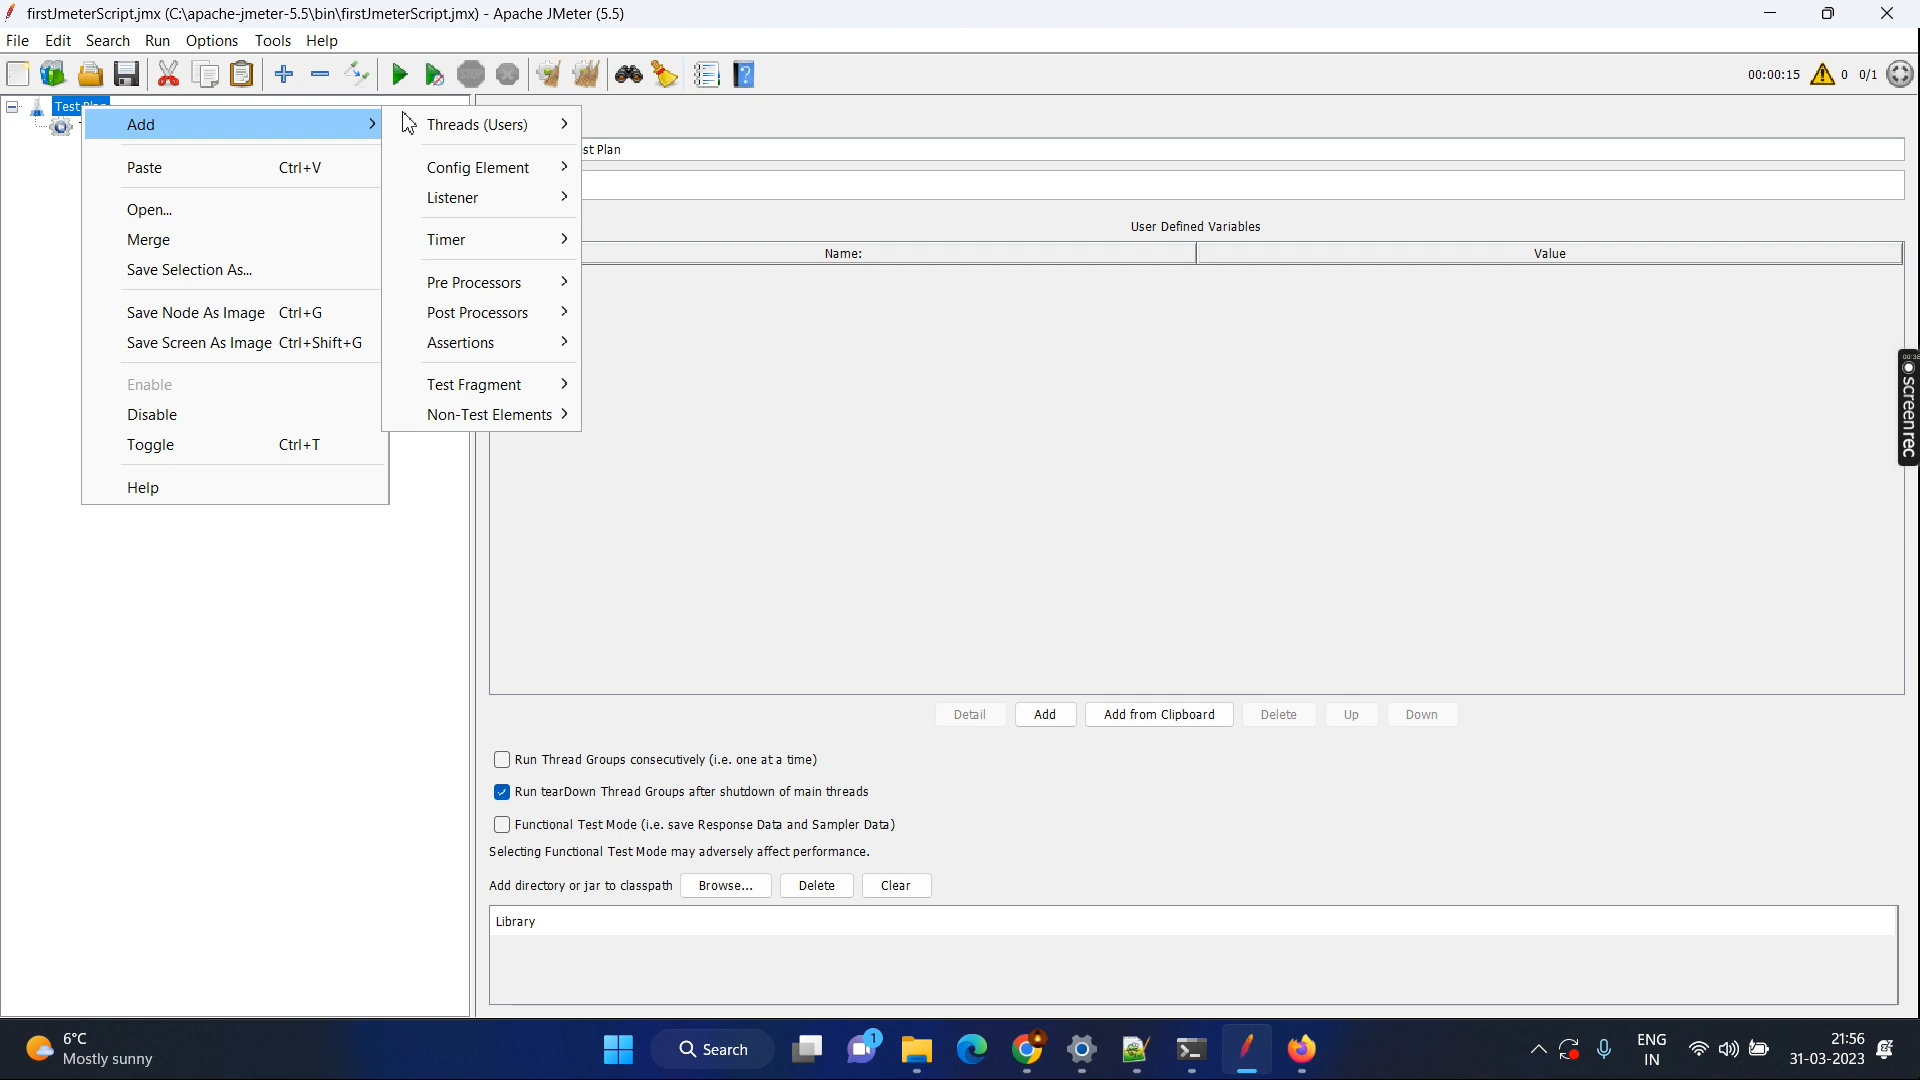 firstJmeterScript.jmx (C:\apache-jmeter-5.5\bin\firstJmeterScript.jmx) - Apache JMeter (5.5)
File Edit Search Run Options Tools Help
STOP
00:00:15 0 0/1
Test Plan
Add
Paste Ctrl+V
Open...
Merge
Save Selection As...
Save Node As Image Ctrl+G
Save Screen As Image Ctrl+Shift+G
Enable
Disable
Toggle Ctrl+T
Help
Threads (Users)
Config Element
Listener
Timer
Pre Processors
Post Processors
Assertions
Test Fragment
Non-Test Elements
st Plan
User Defined Variables
Name: Value
Detail Add Add from Clipboard Delete Up Down
Run Thread Groups consecutively (i.e. one at a time)
Run tearDown Thread Groups after shutdown of main threads
Functional Test Mode (i.e. save Response Data and Sampler Data)
Selecting Functional Test Mode may adversely affect performance.
Add directory or jar to classpath Browse... Delete Clear
Library
screenrec
6°C
Mostly sunny
Search
1
ENG
IN
21:56
31-03-2023